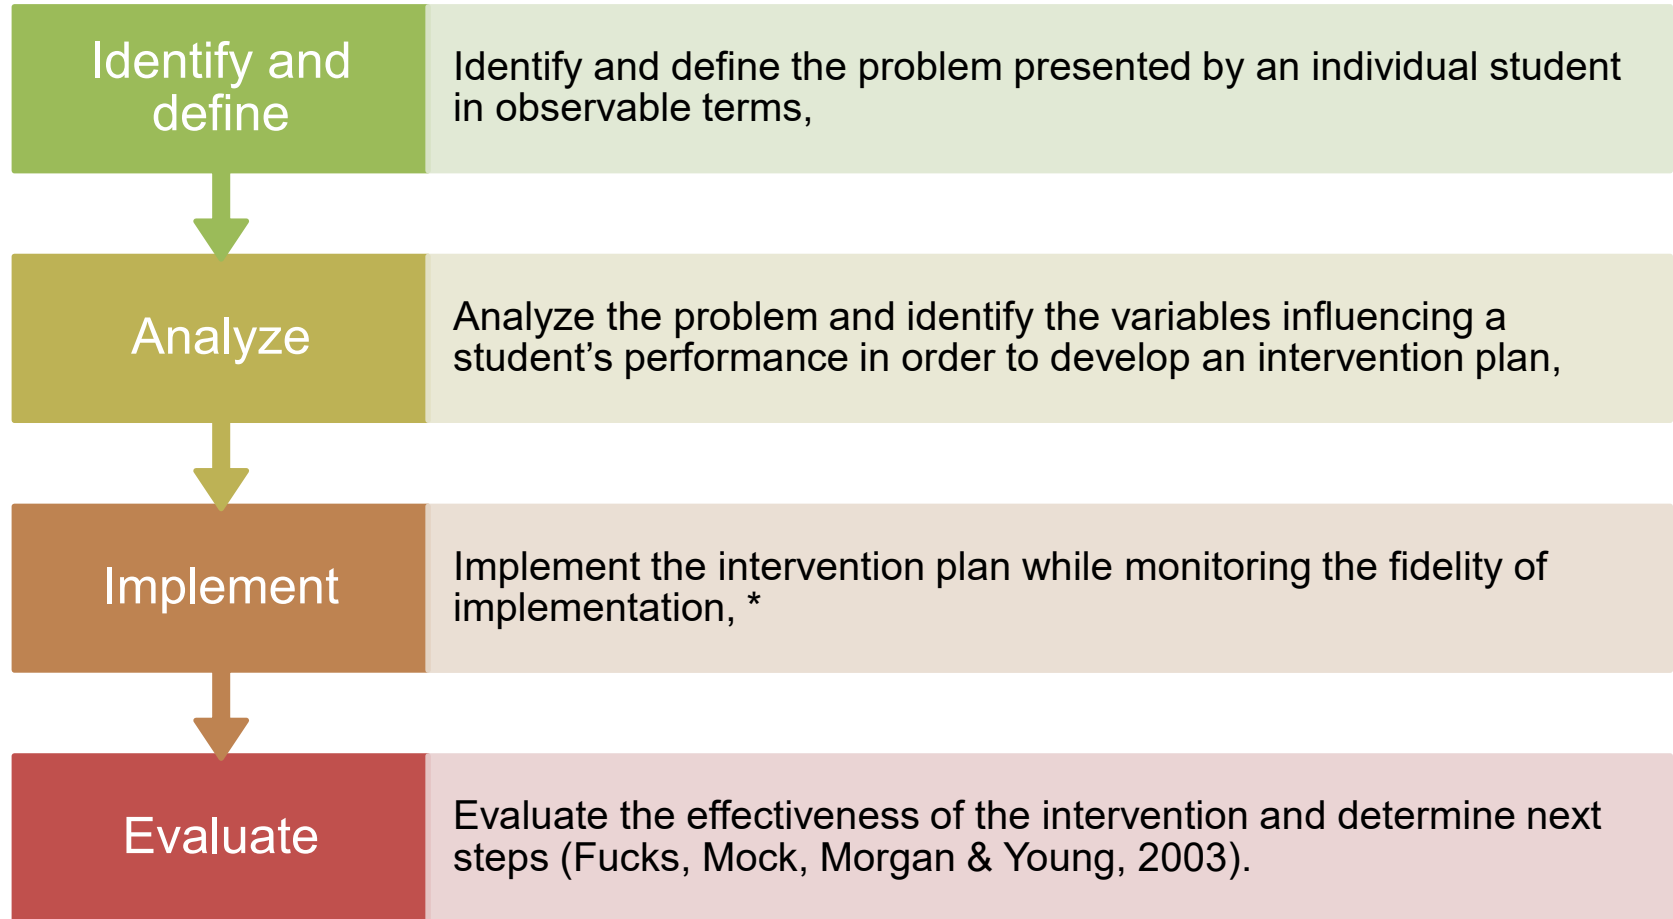 Identify and
define
Identify and define the problem presented by an individual student
in observable terms,
Analyze
Analyze the problem and identify the variables influencing a
student’s performance in order to develop an intervention plan,
Implement
Implement the intervention plan while monitoring the fidelity of
implementation, *
Evaluate
Evaluate the effectiveness of the intervention and determine next
steps (Fucks, Mock, Morgan & Young, 2003).